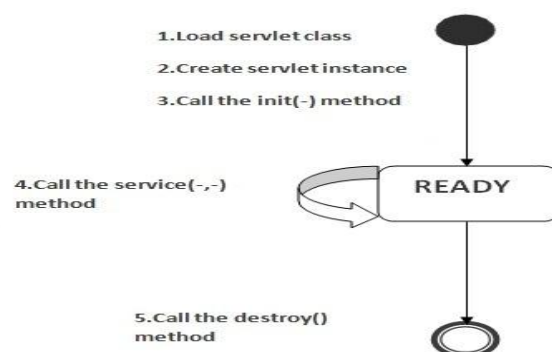 1.Load servlet class
2.Create servlet instance
3.Call the init(-) method
4.Call the service(-,-)
method
READY
5.Call the destroy()
method